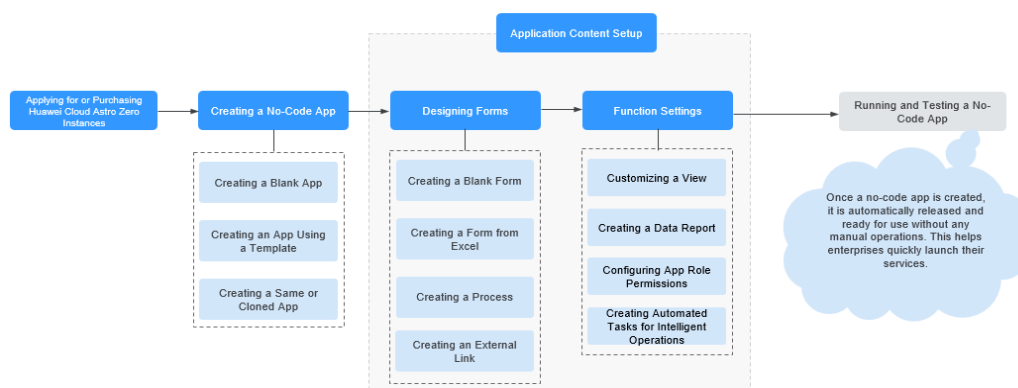 Application Content Setup
Applying for or Purchasing
Huawei Cloud Astro Zero
Instances
Creating a No-Code App
Designing Forms
Function Settings
Running and Testing a No-
Code App
Creating a Blank App
Creating an App Using
a Template
Creating a Same or
Cloned App
Creating a Blank Form
Creating a Form from
Excel
Creating a Process
Creating an External
Link
Customizing a View
Creating a Data Report
Configuring App Role
Permissions
Creating Automated
Tasks for Intelligent
Operations
Once a no-code app is created,
it is automatically released and
ready for use without any
manual operations. This helps
enterprises quickly launch their
services.